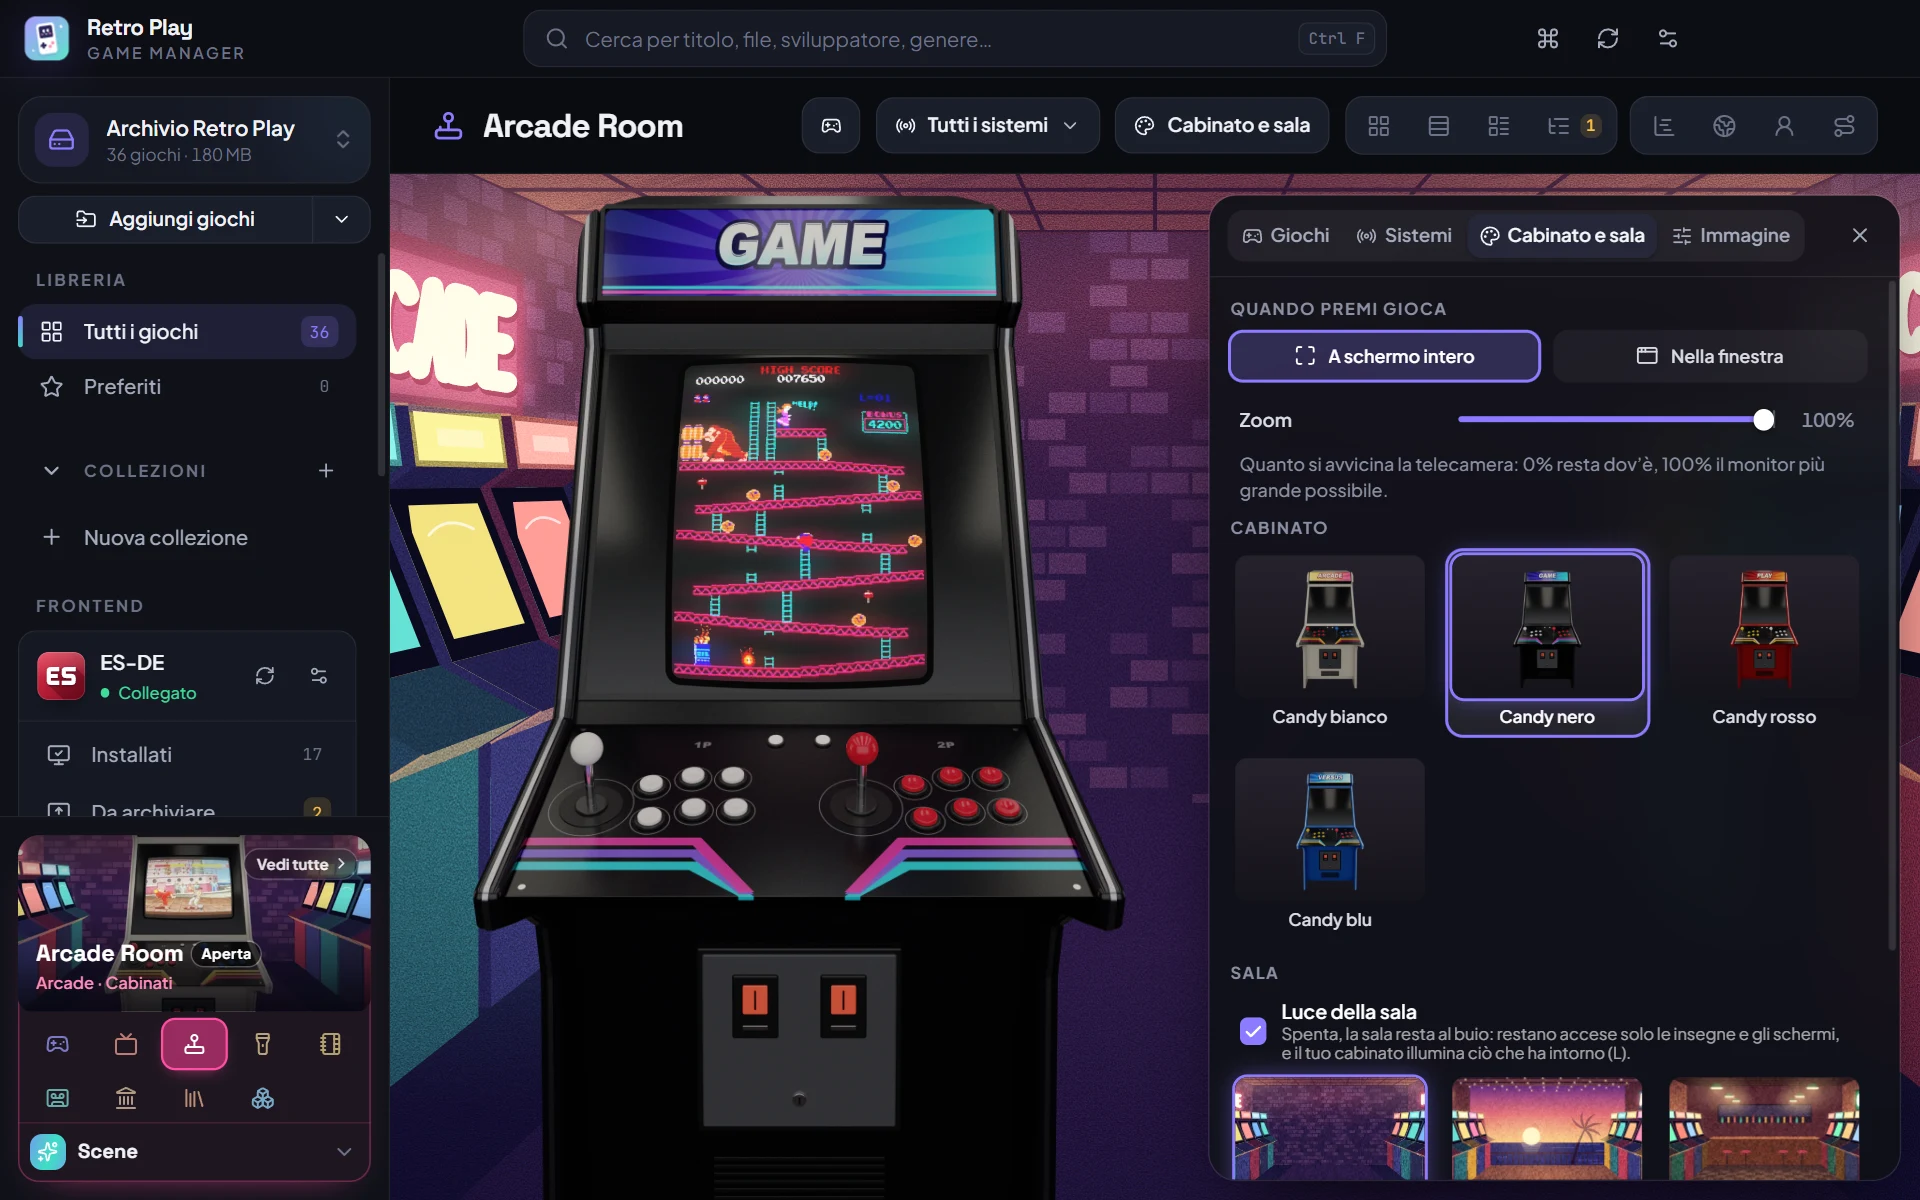 Retro Play
GAME MANAGER
Cerca per titolo, file, sviluppatore, genere...
Ctrl F
Archivio Retro Play
36 giochi · 180 MB
Aggiungi giochi
LIBRERIA
Tutti i giochi
36
Preferiti
0
COLLEZIONI
Nuova collezione
FRONTEND
ES
ES-DE
Collegato
Installati
17
Da archiviare
2
Vedi tutte
Arcade Room
Aperta
Arcade · Cabinati
Scene
Arcade Room
Tutti i sistemi
Cabinato e sala
1
GAME
HIGH SCORE
000000
007650
HELP!
L=01
BONUS
4200
1P
2P
Giochi
Sistemi
Cabinato e sala
Immagine
QUANDO PREMI GIOCA
A schermo intero
Nella finestra
Zoom
100%
Quanto si avvicina la telecamera: 0% resta dov'è, 100% il monitor più
grande possibile.
CABINATO
ARCADE
GAME
PLAY
Candy bianco
Candy nero
Candy rosso
VERSUS
Candy blu
SALA
Luce della sala
Spenta, la sala resta al buio: restano accese solo le insegne e gli schermi,
e il tuo cabinato illumina ciò che ha intorno (L).